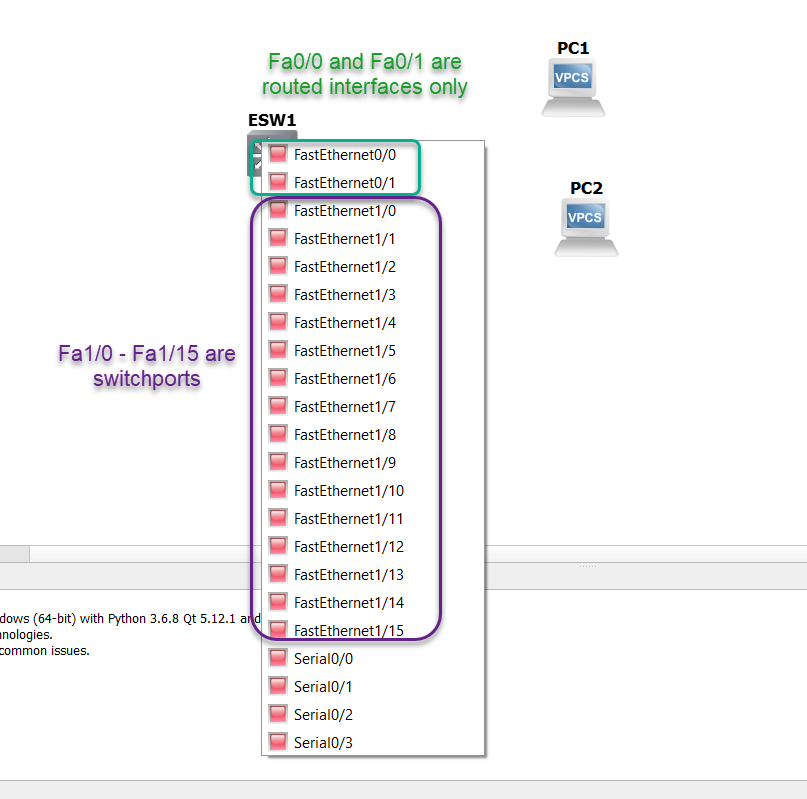 Fa0/0 and Fa0/1 are
routed interfaces only
PC1
VPCS
ESW1
FastEthernet0/0
FastEthernet0/1
PC2
VPCS
FastEthernet1/0
FastEthernet1/1
FastEthernet1/2
FastEthernet1/3
FastEthernet1/4
Fa1/0 - Fa1/15 are
switchports
FastEthernet1/5
FastEthernet1/6
FastEthernet1/7
FastEthernet1/8
FastEthernet1/9
FastEthernet1/10
FastEthernet1/11
FastEthernet1/12
FastEthernet1/13
FastEthernet1/14
FastEthernet1/15
Serial0/0
Serial0/1
Serial0/2
Serial0/3
dows (64-bit) with Python 3.6.8 Qt 5.12.1 and
nologies.
common issues.